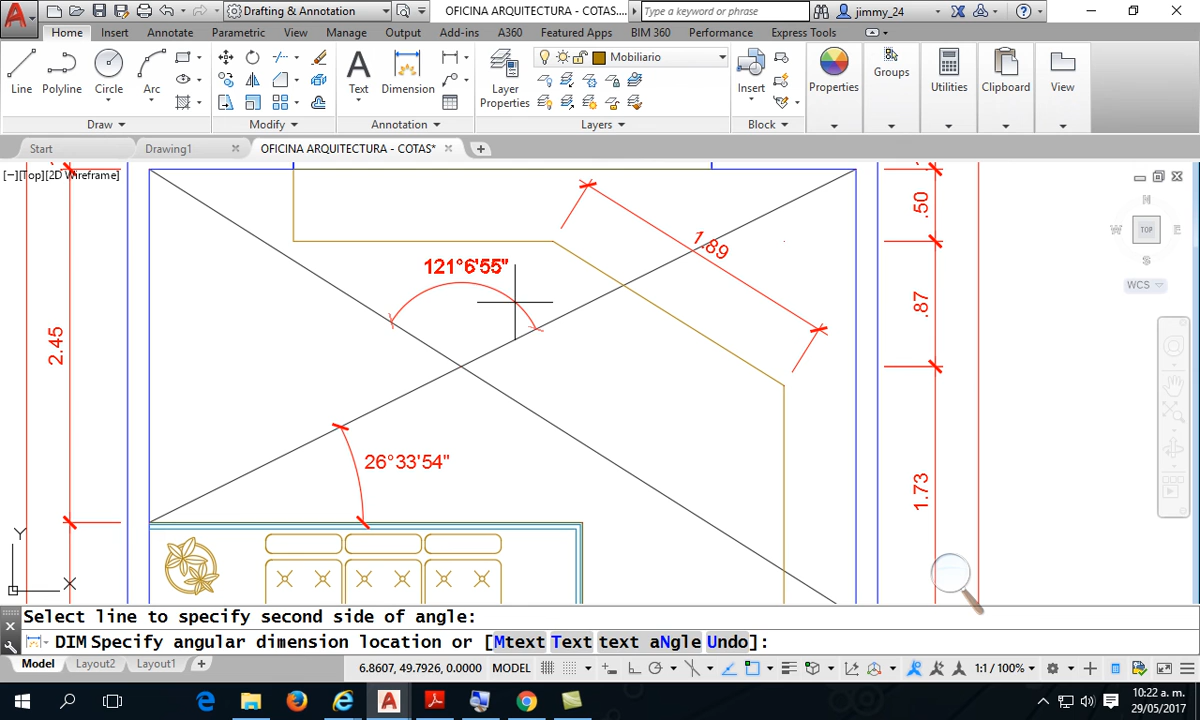 Drafting & Annotation
OFICINA ARQUITECTURA - COTAS....
Type a keyword or phrase
jimmy_24
Home Insert Annotate Parametric View Manage Output Add-ins A360 Featured Apps BIM 360 Performance Express Tools
Line Polyline Circle Arc
Text Dimension
Layer Properties
Mobiliario
Insert
Properties Groups Utilities Clipboard View
Draw Modify Annotation Layers Block
Start Drawing1 OFICINA ARQUITECTURA - COTAS*
[−][Top][2D Wireframe]
N
W TOP E
S
WCS
.50
1.89
121°6'55"
.87
2.45
26°33'54"
1.73
Y
X
Select line to specify second side of angle:
DIM Specify angular dimension location or [Mtext Text text aNgle Undo]:
Model Layout2 Layout1
6.8607, 49.7926, 0.0000 MODEL 1:1 / 100%
10:22 a. m.
29/05/2017